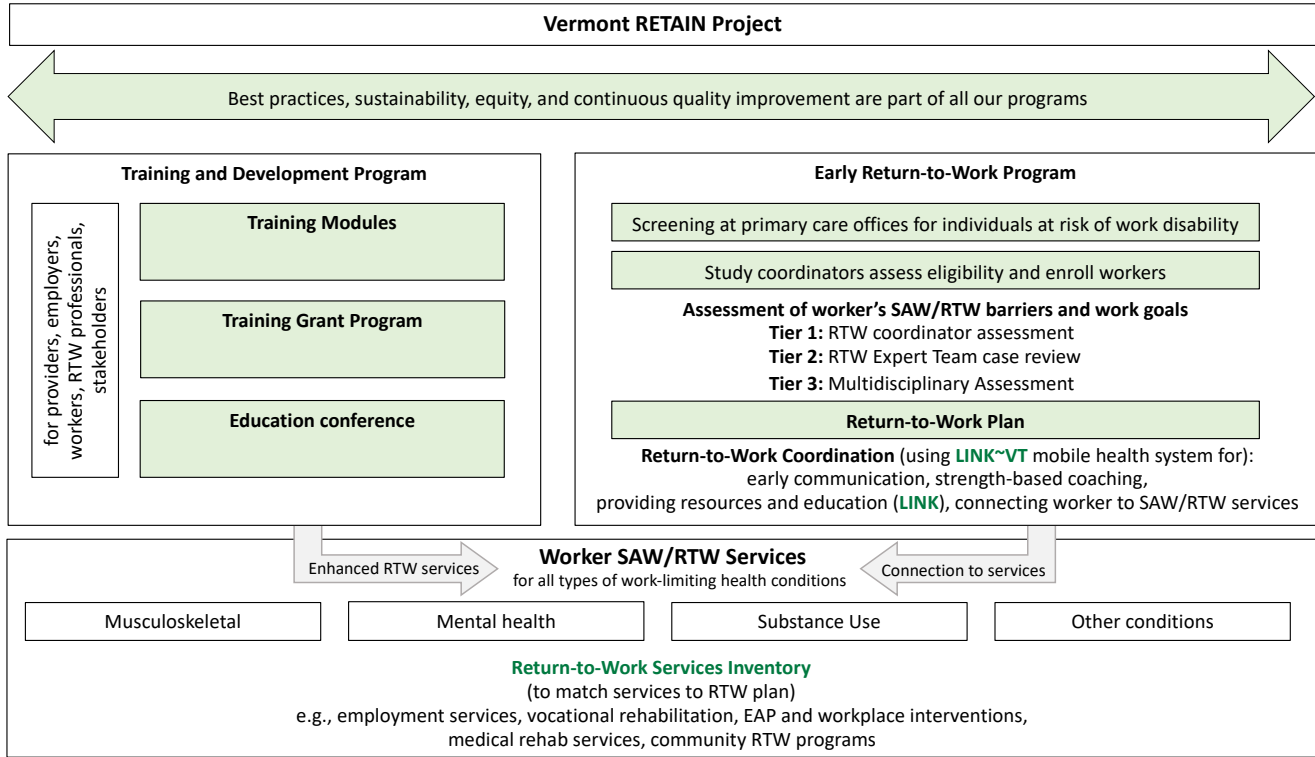 Vermont RETAIN Project
Best practices, sustainability, equity, and continuous quality improvement are part of all our programs
Training and Development Program
for providers, employers,
workers, RTW professionals,
stakeholders
Training Modules
Training Grant Program
Education conference
Early Return-to-Work Program
Screening at primary care offices for individuals at risk of work disability
Study coordinators assess eligibility and enroll workers
Assessment of worker's SAW/RTW barriers and work goals
Tier 1: RTW coordinator assessment
Tier 2: RTW Expert Team case review
Tier 3: Multidisciplinary Assessment
Return-to-Work Plan
Return-to-Work Coordination (using LINK~VT mobile health system for):
early communication, strength-based coaching,
providing resources and education (LINK), connecting worker to SAW/RTW services
Enhanced RTW services
Worker SAW/RTW Services
for all types of work-limiting health conditions
Connection to services
Musculoskeletal
Mental health
Substance Use
Other conditions
Return-to-Work Services Inventory
(to match services to RTW plan)
e.g., employment services, vocational rehabilitation, EAP and workplace interventions,
medical rehab services, community RTW programs